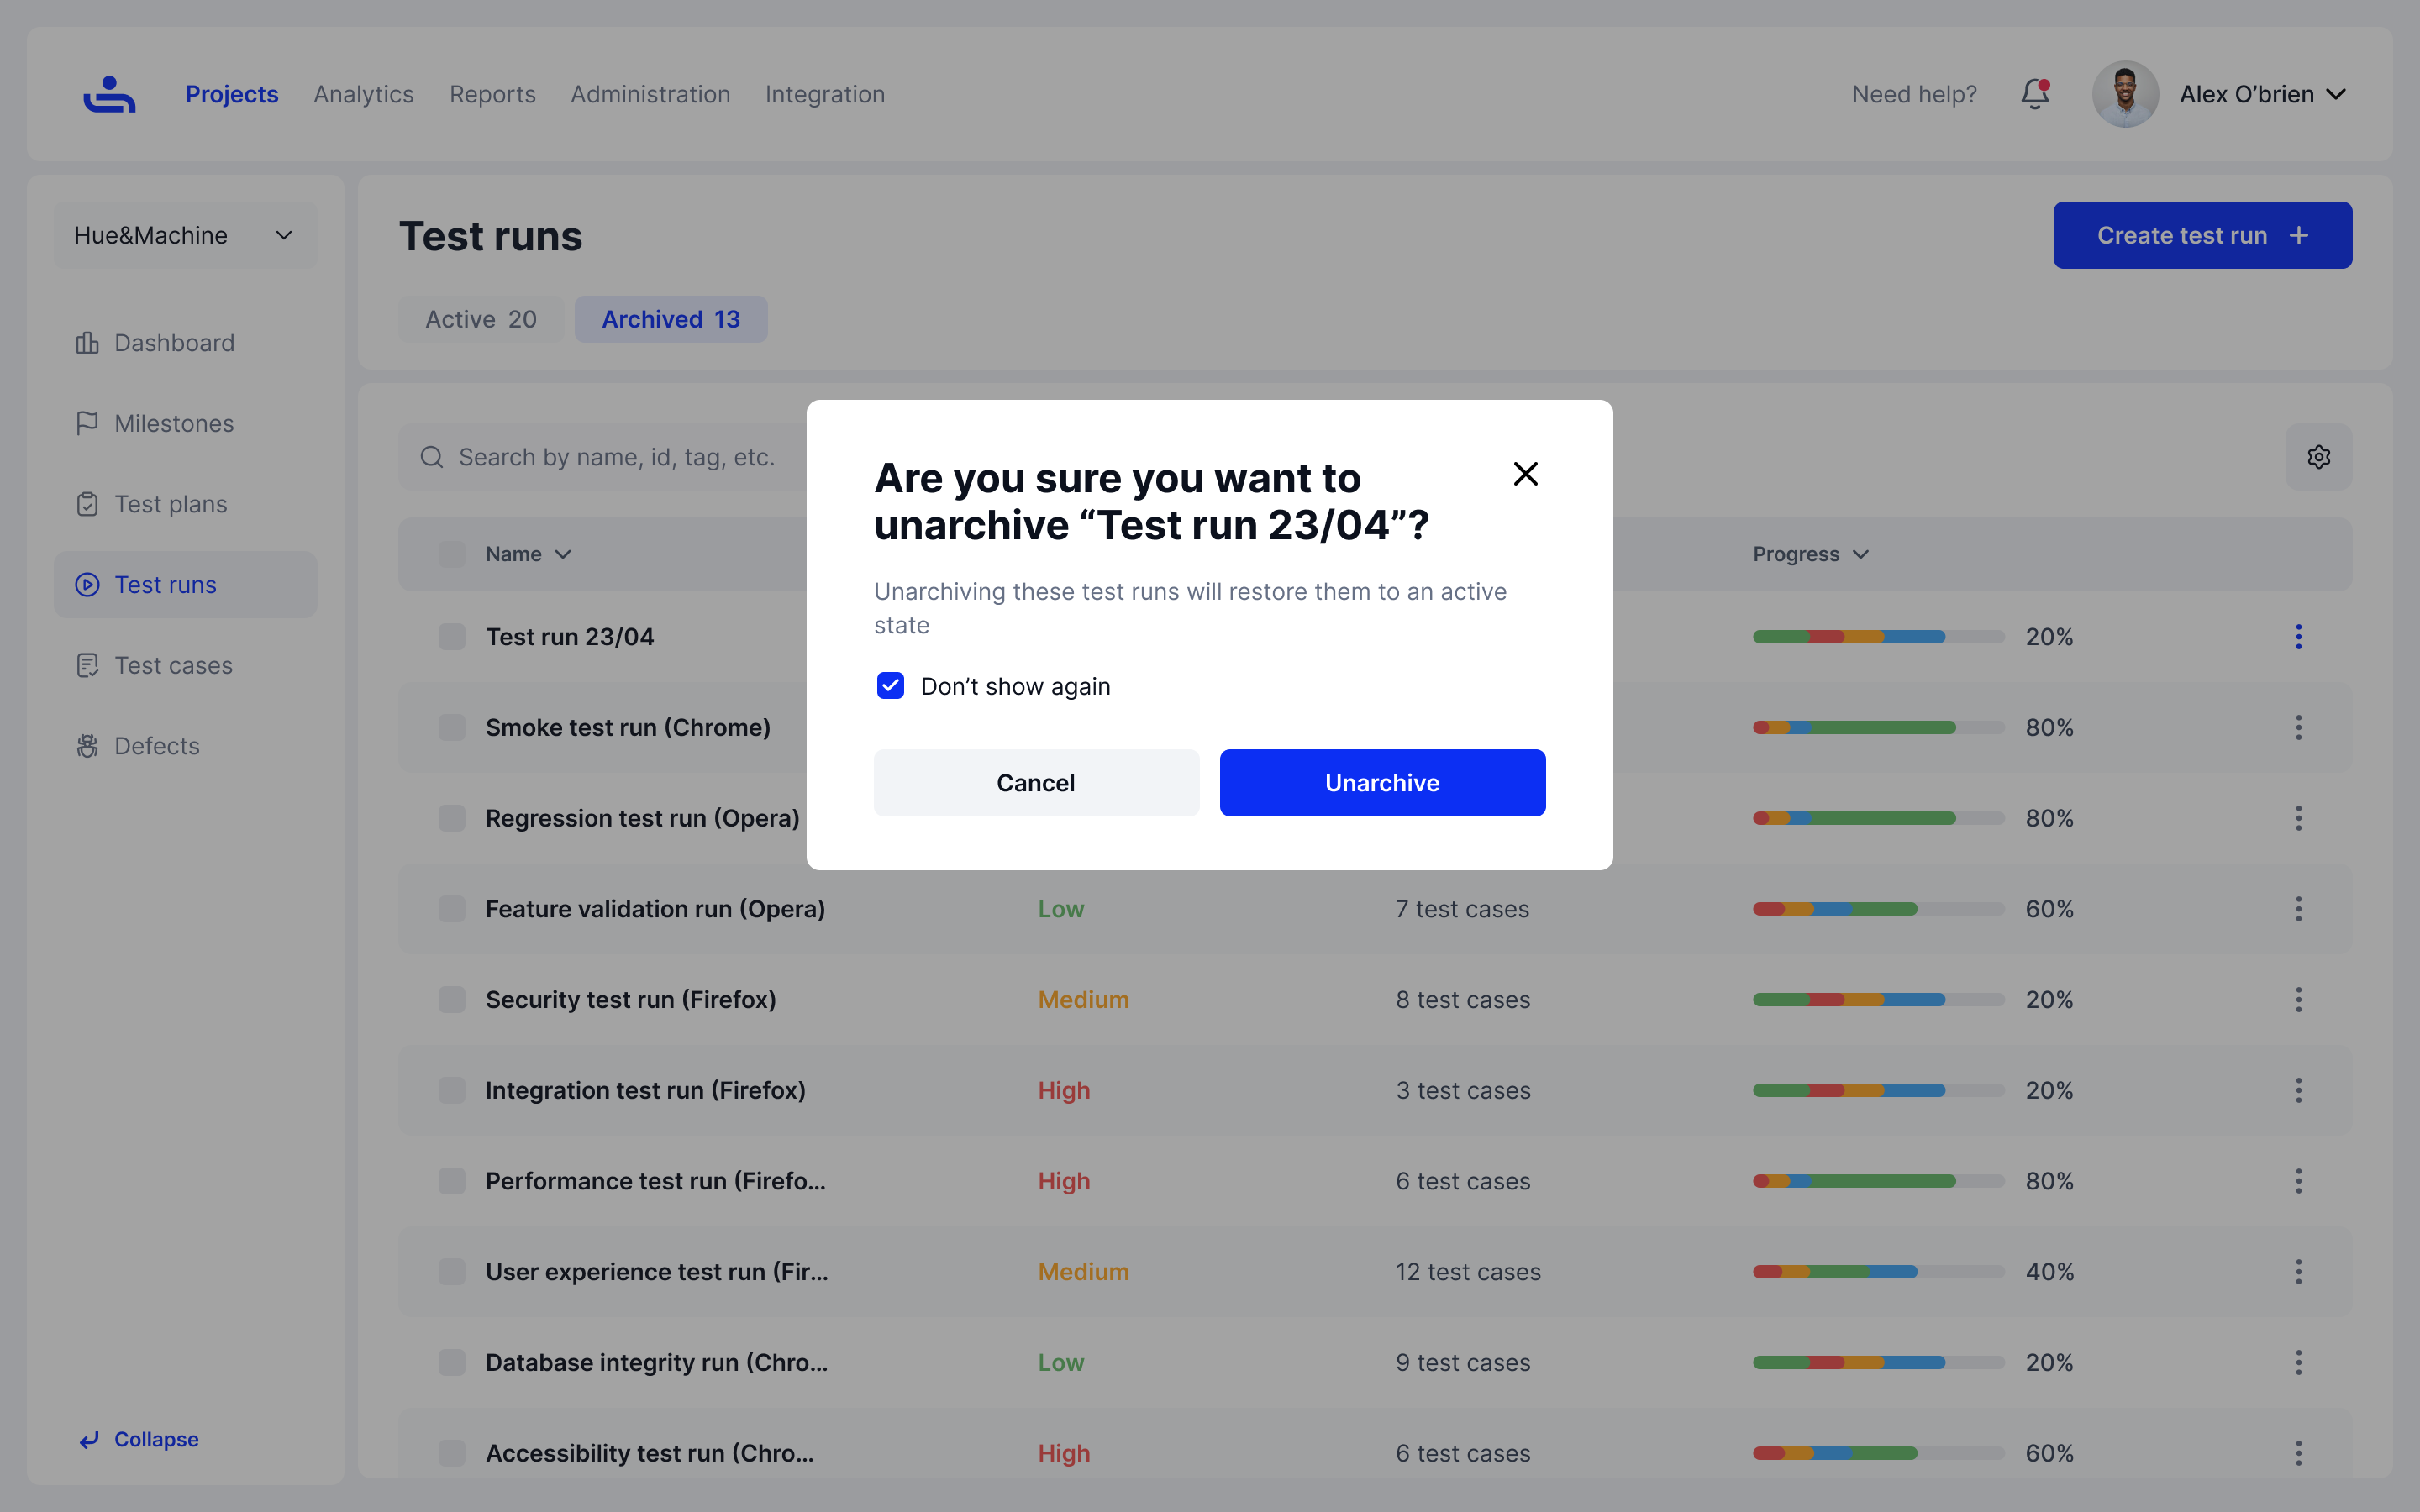 Projects Analytics Reports Administration Integration Need help? Alex O’brien
Hue&Machine
Dashboard
Milestones
Test plans
Test runs
Test cases
Defects
Collapse
Test runs
Create test run +
Active 20 Archived 13
Search by name, id, tag, etc.
Name Progress
Test run 23/04 20%
Smoke test run (Chrome) 80%
Regression test run (Opera) 80%
Feature validation run (Opera) Low 7 test cases 60%
Security test run (Firefox) Medium 8 test cases 20%
Integration test run (Firefox) High 3 test cases 20%
Performance test run (Firefo... High 6 test cases 80%
User experience test run (Fir... Medium 12 test cases 40%
Database integrity run (Chro... Low 9 test cases 20%
Accessibility test run (Chro... High 6 test cases 60%
Are you sure you want to
unarchive “Test run 23/04”?
Unarchiving these test runs will restore them to an active
state
Don’t show again
Cancel Unarchive